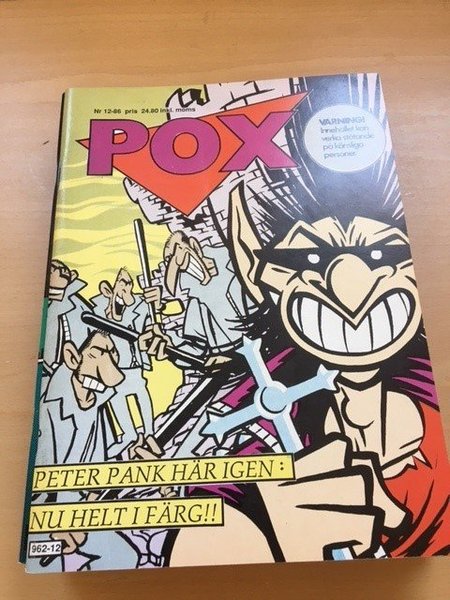 Nr 12-86 pris 24.80 inkl. moms
POX
VARNING!
Innehållet kan
verka stötande
på känsliga
personer.
PETER PANK HÄR IGEN :
NU HELT I FÄRG!!
962-12